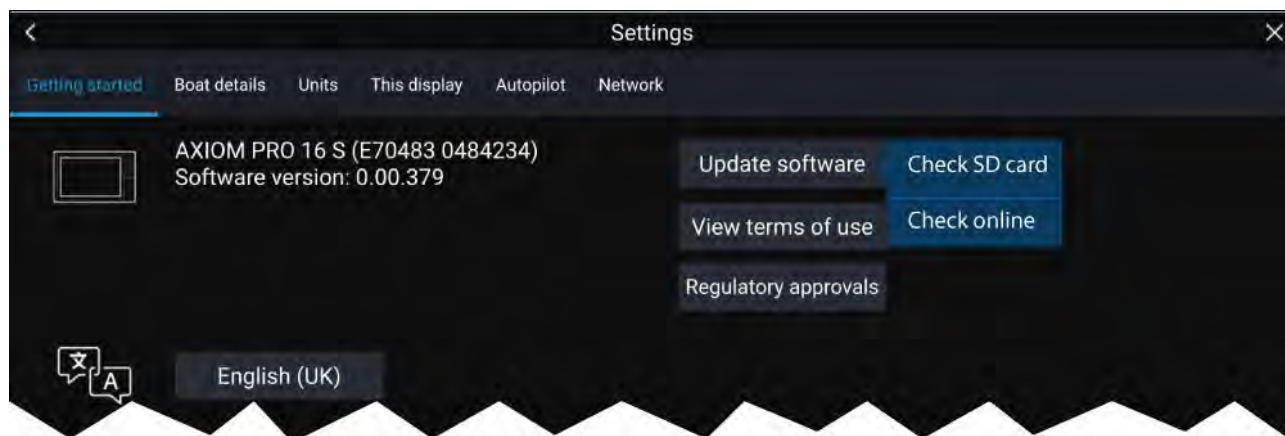 Settings
Getting started Boat details Units This display Autopilot Network
AXIOM PRO 16 S (E70483 0484234)
Software version: 0.00.379
Update software Check SD card
View terms of use Check online
Regulatory approvals
文 A
English (UK)